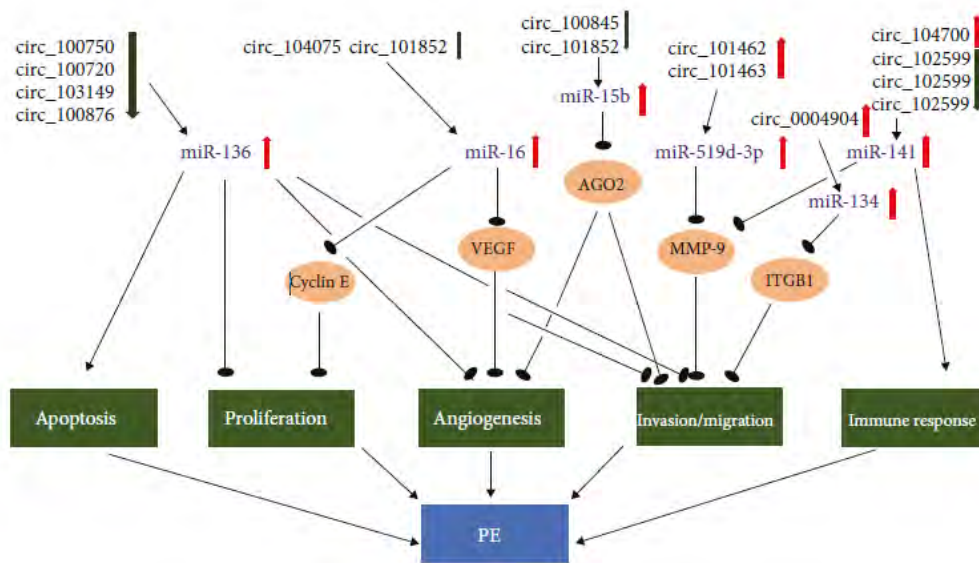 circ_100750
circ_100720
circ_103149
circ_100876
circ_104075 circ_101852
circ_100845
circ_101852
circ_101462
circ_101463
circ_104700
circ_102599
circ_102599
circ_102599
circ_0004904
miR-136
miR-16
miR-15b
miR-519d-3p
miR-141
miR-134
AGO2
VEGF
MMP-9
Cyclin E
ITGB1
Apoptosis
Proliferation
Angiogenesis
Invasion/migration
Immune response
PE